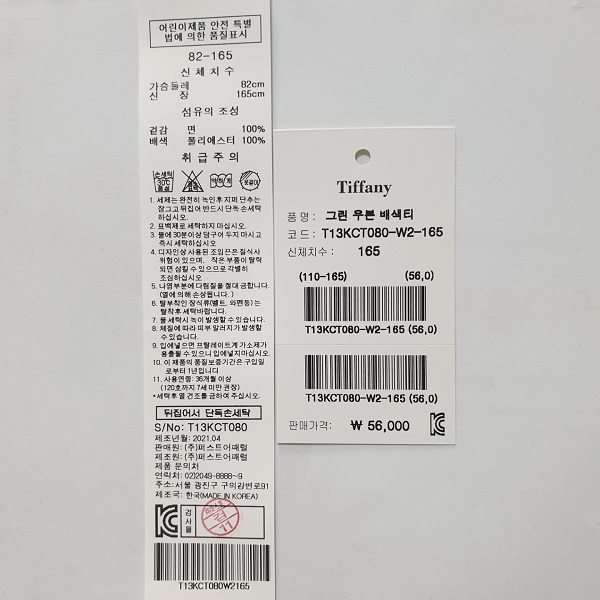 어린이제품 안전 특별
법에 의한 품질표시
82-165
신체치수
가슴둘레 82cm
신 장 165cm
섬유의 조성
겉감 면 100%
배색 폴리에스터 100%
취급주의
손세탁
30℃
중성
1. 세제는 완전히 녹인후 지퍼 단추는
잠그고 뒤집어 반드시 단독 손세탁
하십시오.
2. 표백제로 세탁하지 마십시오.
3. 물에 30분이상 담구어 두지 마시고
즉시 세탁하십시오
4. 디자인상 사용된 조임끈은 질식사
위험이 있으며, 작은 부품이 탈락
되면 삼킬 수 있으므로 각별히
조심하십시오
5. 나염부분에 다림질을 절대 금합니다.
(열에 의해 손상됩니다.)
6. 탈부착인 장식류(벨트, 와펜등)는
탈착후 세탁바랍니다.
7. 물 세탁시 녹이 발생할 수 있습니다.
8. 체질에 따라 피부 알러지가 발생할
수 있습니다.
9. 입에넣으면 프탈레이트계 가소제가
용출될 수 있으니 입에넣지마십시오
10. 이 제품의 품질보증기간은 구입일
로부터 1년입니다
11. 사용연령: 36개월 이상
(120호까지 7세 미만 권장)
*세탁후 열 건조를 금하여 주십시오.
뒤집어서 단독손세탁
S/No: T13KCT080
제조년월: 2021.04
판매원: (주)퍼스트어패럴
제조원: (주)퍼스트어패럴
제품 문의처
연락처: 02)2049-8888~9
주소: 서울 광진구 구의강변로91
제조국: 한국(MADE IN KOREA)
검사필
11
T13KCT080W2165
Tiffany
품 명: 그린 우븐 배색티
코 드: T13KCT080-W2-165
신체치수: 165
(110-165) (56,0)
T13KCT080-W2-165 (56,0)
T13KCT080-W2-165 (56,0)
판매가격: ₩ 56,000